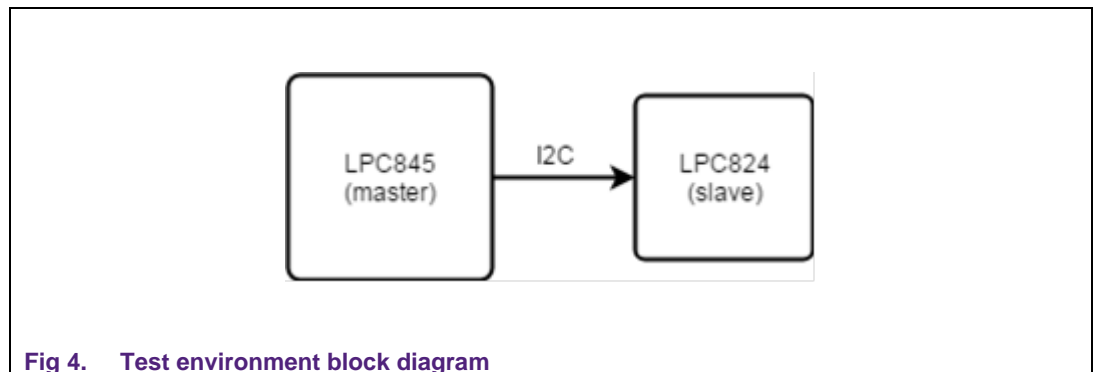 LPC845
(master)
I2C
LPC824
(slave)
Fig 4. Test environment block diagram